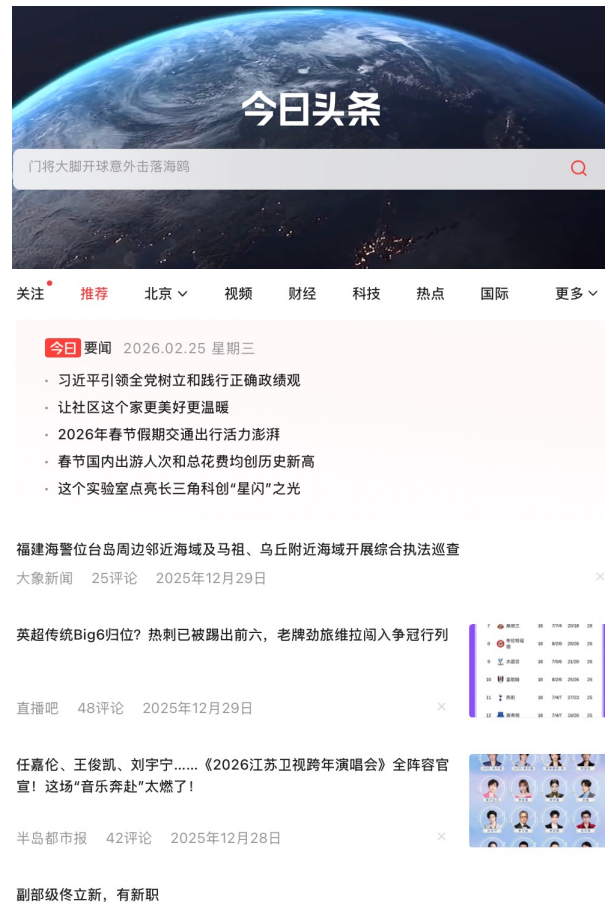 今日头条
门将大脚开球意外击落海鸥
关注 推荐 北京 视频 财经 科技 热点 国际 更多
今日 要闻 2026.02.25 星期三
· 习近平引领全党树立和践行正确政绩观
· 让社区这个家更美好更温暖
· 2026年春节假期交通出行活力澎湃
· 春节国内出游人次和总花费均创历史新高
· 这个实验室点亮长三角科创“星闪”之光
福建海警位台岛周边邻近海域及马祖、乌丘附近海域开展综合执法巡查
大象新闻 25评论 2025年12月29日
英超传统Big6归位？热刺已被踢出前六，老牌劲旅维拉闯入争冠行列
直播吧 48评论 2025年12月29日
任嘉伦、王俊凯、刘宇宁……《2026江苏卫视跨年演唱会》全阵容官
宣！这场“音乐奔赴”太燃了！
半岛都市报 42评论 2025年12月28日
副部级佟立新，有新职